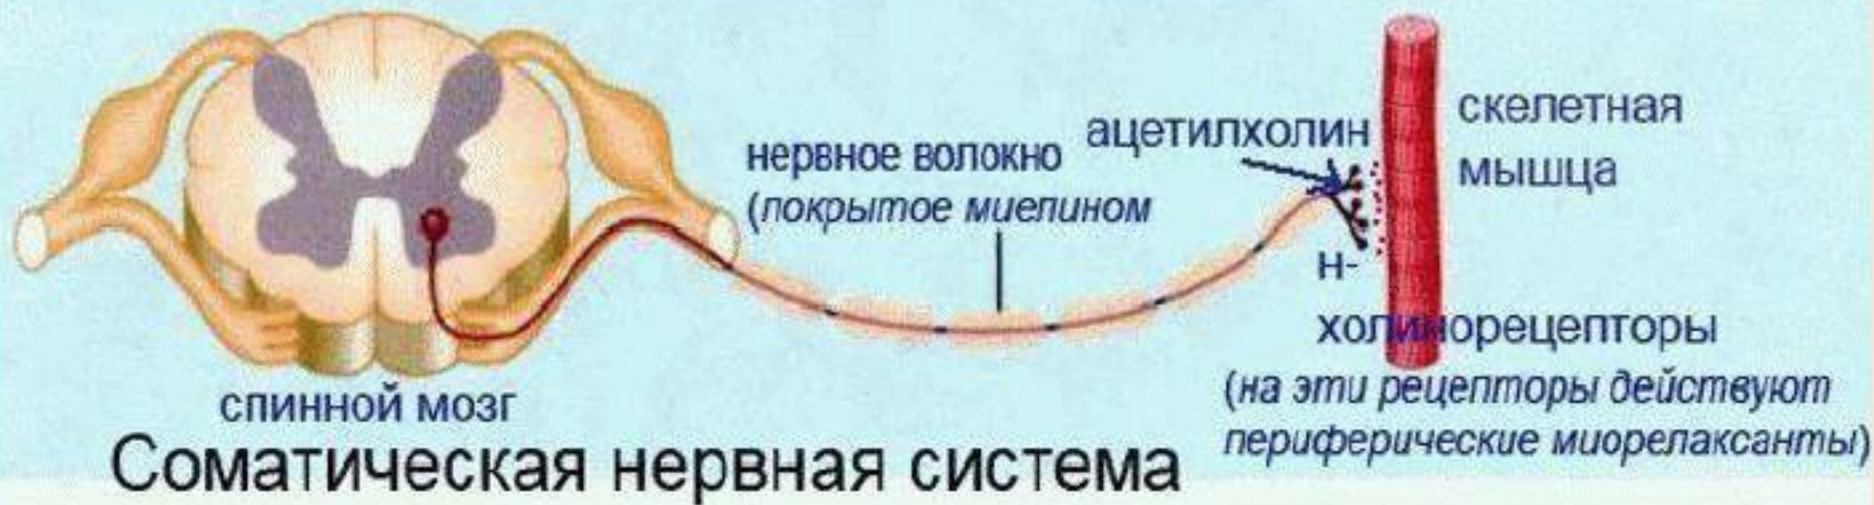 ацетилхолин
скелетная
мышца
нервное волокно
(покрытое миелином
н-
холинорецепторы
(на эти рецепторы действуют
периферические миорелаксанты)
спинной мозг
Соматическая нервная система